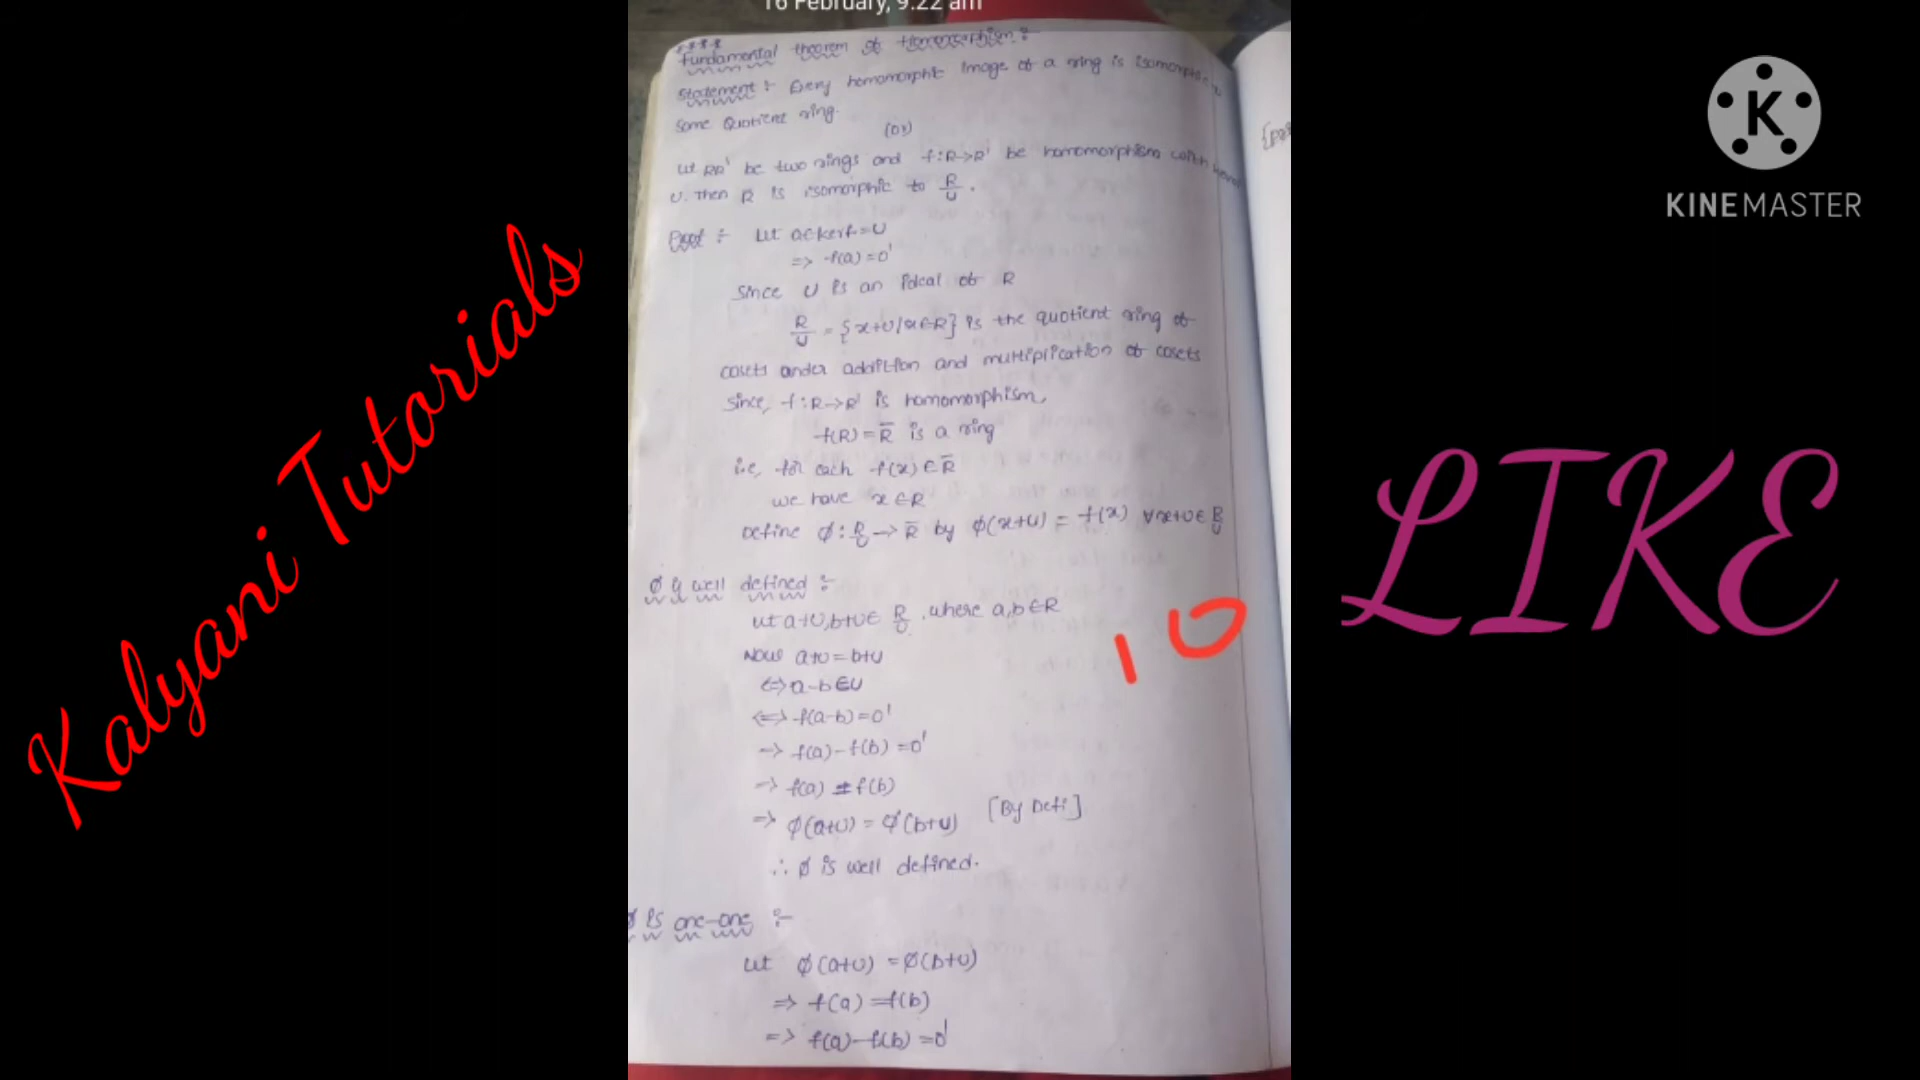 16 February, 9:22 am
Fundamental theorem of Homomorphism :-
Statement :- Every homomorphic image of a ring is isomorphic
some Quotient ring.
(or)
Let R,R' be two rings and f:R→R' be homomorphism with
U. Then R is isomorphic to R/U.
Proof :- Let a∈kerf=U
=> f(a)=0'
Since U is an ideal of R
R/U = {x+U/x∈R} is the quotient ring of
cosets under addition and multiplication of cosets
Since, f:R→R' is homomorphism,
f(R)=R̅ is a ring
i.e, for each f(x)∈R̅
we have x∈R
Define ϕ:R/U→R̅ by ϕ(x+U) = f(x) ∀x+U∈R/U
ϕ is well defined :-
Let a+U,b+U∈ R/U, where a,b∈R
Now a+U=b+U
<=>a-b∈U
<=>f(a-b)=0'
=> f(a)-f(b)=0'
=> f(a)=f(b)
=> ϕ(a+U)=ϕ(b+U) [By Defi]
∴ ϕ is well defined.
ϕ is one-one :-
Let ϕ(a+U)=ϕ(b+U)
=> f(a)=f(b)
=> f(a)-f(b)=0'
10
Kalyani Tutorials
K
KINEMASTER
LIKE